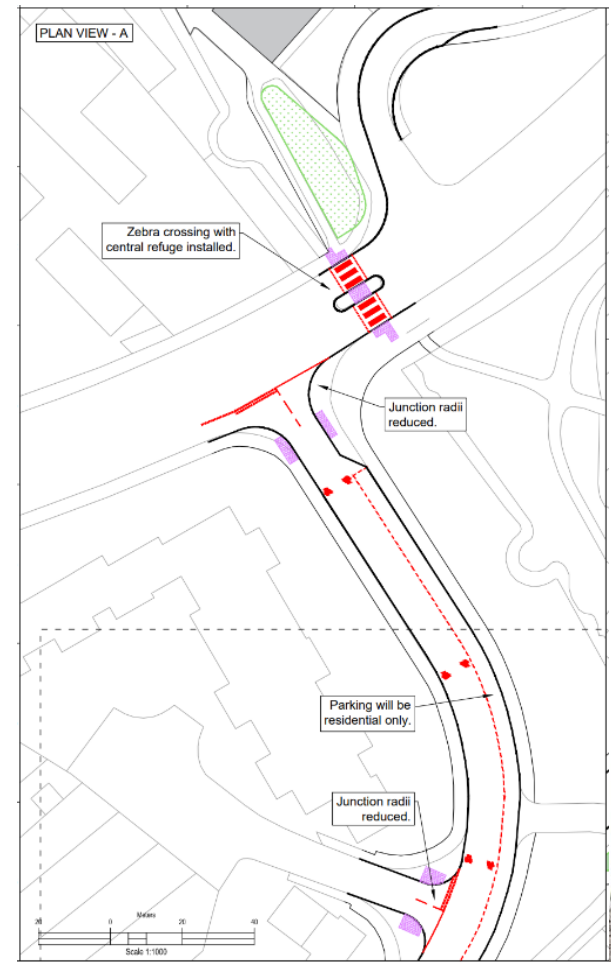 PLAN VIEW - A
Zebra crossing with
central refuge installed.
Junction radii
reduced.
Parking will be
residential only.
Junction radii
reduced.
Meters
20 0 20 40
Scale 1:1000